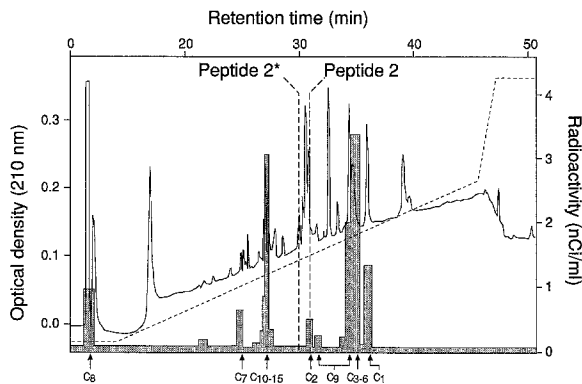 Retention time (min)
0 20 30 40 50
Peptide 2* Peptide 2
Optical density (210 nm)
0.3
0.2
0.1
0.0
Radioactivity (nCi/ml)
4
3
2
1
0
C8 C7 C10-15 C2 C9 C3-6 C1